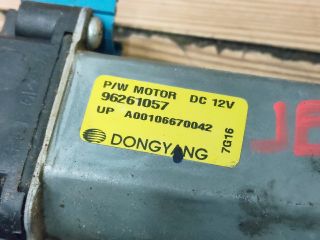 P/W MOTOR DC 12V
96261057
UP A00106670042
DONGYANG
7G16